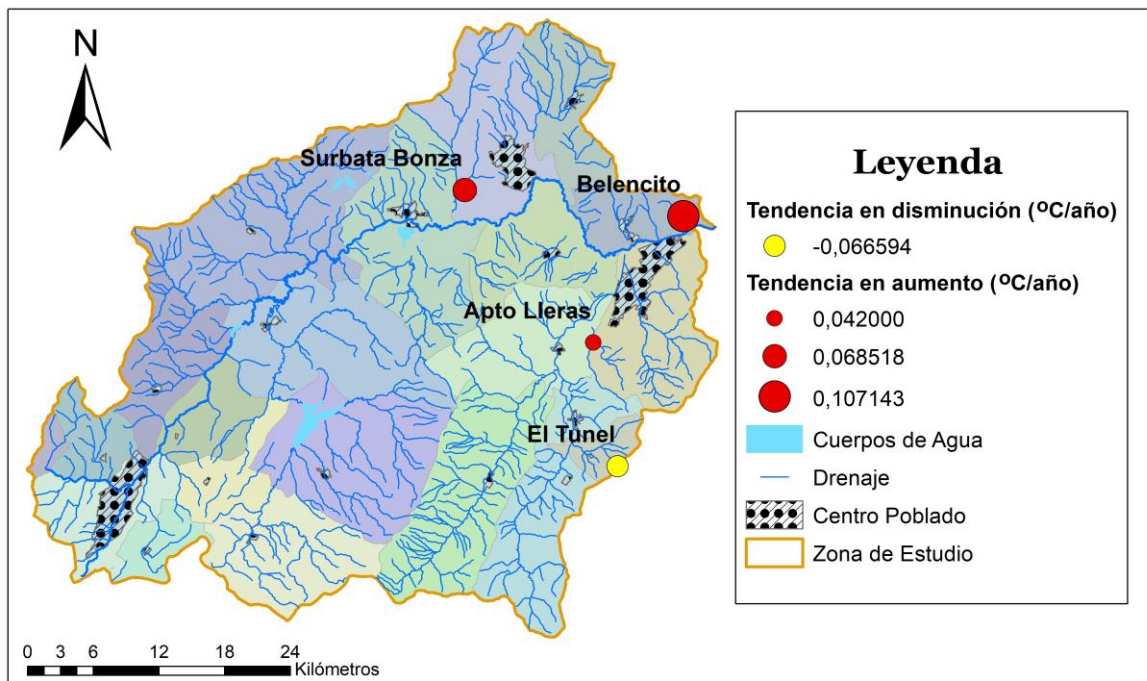 N
Surbata Bonza
Belencito
Apto Lleras
El Tunel
0 3 6 12 18 24
Kilómetros
Leyenda
Tendencia en disminución (ºC/año)
-0,066594
Tendencia en aumento (ºC/año)
0,042000
0,068518
0,107143
Cuerpos de Agua
Drenaje
Centro Poblado
Zona de Estudio